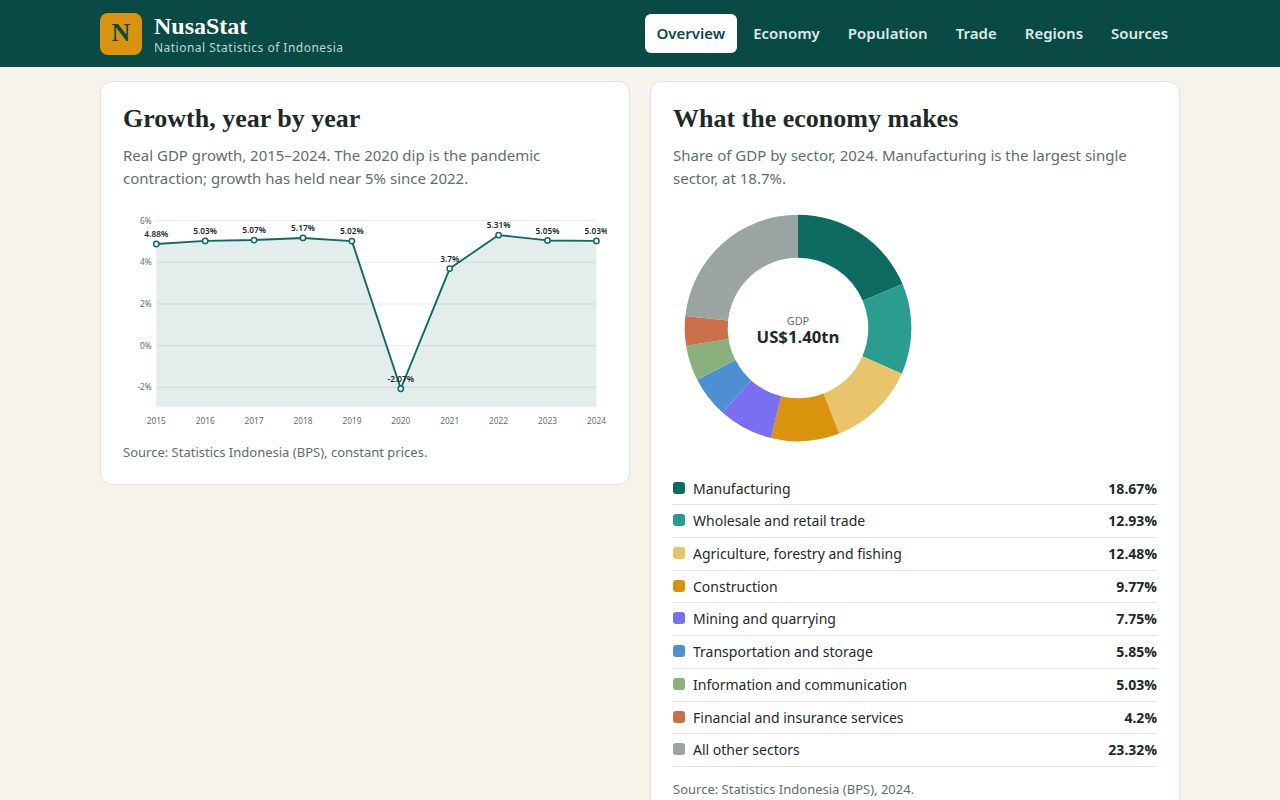 N
NusaStat
National Statistics of Indonesia
Overview
Economy
Population
Trade
Regions
Sources
Growth, year by year
Real GDP growth, 2015–2024. The 2020 dip is the pandemic
contraction; growth has held near 5% since 2022.
6%
4%
2%
0%
-2%
4.88%
5.03%
5.07%
5.17%
5.02%
-2.07%
3.7%
5.31%
5.05%
5.03%
2015
2016
2017
2018
2019
2020
2021
2022
2023
2024
Source: Statistics Indonesia (BPS), constant prices.
What the economy makes
Share of GDP by sector, 2024. Manufacturing is the largest single
sector, at 18.7%.
GDP
US$1.40tn
Manufacturing 18.67%
Wholesale and retail trade 12.93%
Agriculture, forestry and fishing 12.48%
Construction 9.77%
Mining and quarrying 7.75%
Transportation and storage 5.85%
Information and communication 5.03%
Financial and insurance services 4.2%
All other sectors 23.32%
Source: Statistics Indonesia (BPS), 2024.